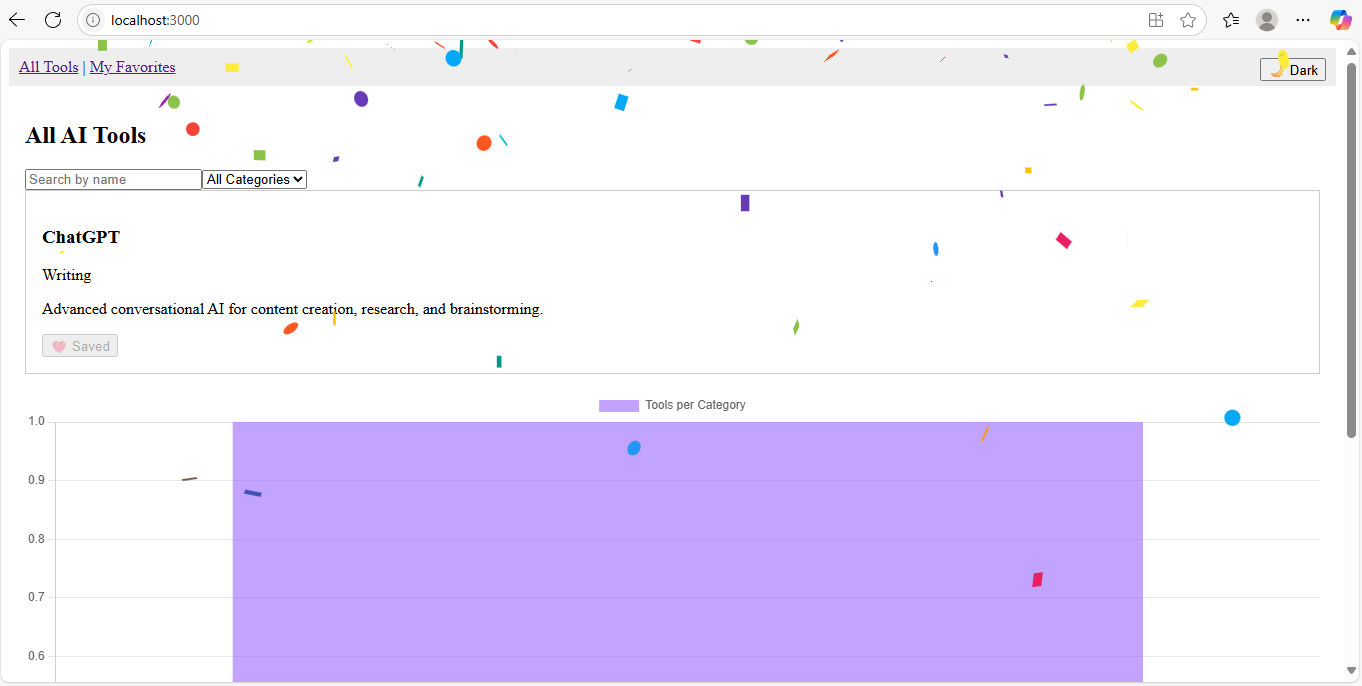 localhost:3000
All Tools | My Favorites
Dark
All AI Tools
Search by name All Categories
ChatGPT
Writing
Advanced conversational AI for content creation, research, and brainstorming.
Saved
Tools per Category
1.0
0.9
0.8
0.7
0.6